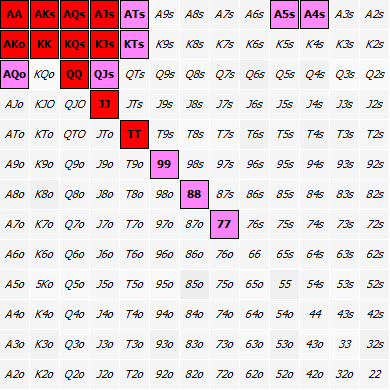 AA AKs AQs AJs ATs A9s A8s A7s A6s A5s A4s A3s A2s
AKo KK KQs KJs KTs K9s K8s K7s K6s K5s K4s K3s K2s
AQo KQo QQ QJs QTs Q9s Q8s Q7s Q6s Q5s Q4s Q3s Q2s
AJo KJO QJO JJ JTs J9s J8s J7s J6s J5s J4s J3s J2s
ATo KTo QTO JTo TT T9s T8s T7s T6s T5s T4s T3s T2s
A9o K9o Q9o J9o T9o 99 98s 97s 96s 95s 94s 93s 92s
A8o K8o Q8o J8o T8o 98o 88 87s 86s 85s 84s 83s 82s
A7o K7o Q7o J7o T7o 97o 87o 77 76s 75s 74s 73s 72s
A6o K6o Q6o J6o T6o 96o 86o 76o 66 65s 64s 63s 62s
A5o 5Ko Q5o J5o T5o 95o 85o 75o 65o 55 54s 53s 52s
A4o K4o Q4o J4o T4o 94o 84o 74o 64o 54o 44 43s 42s
A3o K3o Q3o J3o T3o 93o 83o 73o 63o 53o 43o 33 32s
A2o K2o Q2o J2o T2o 92o 82o 72o 62o 52o 42o 32o 22